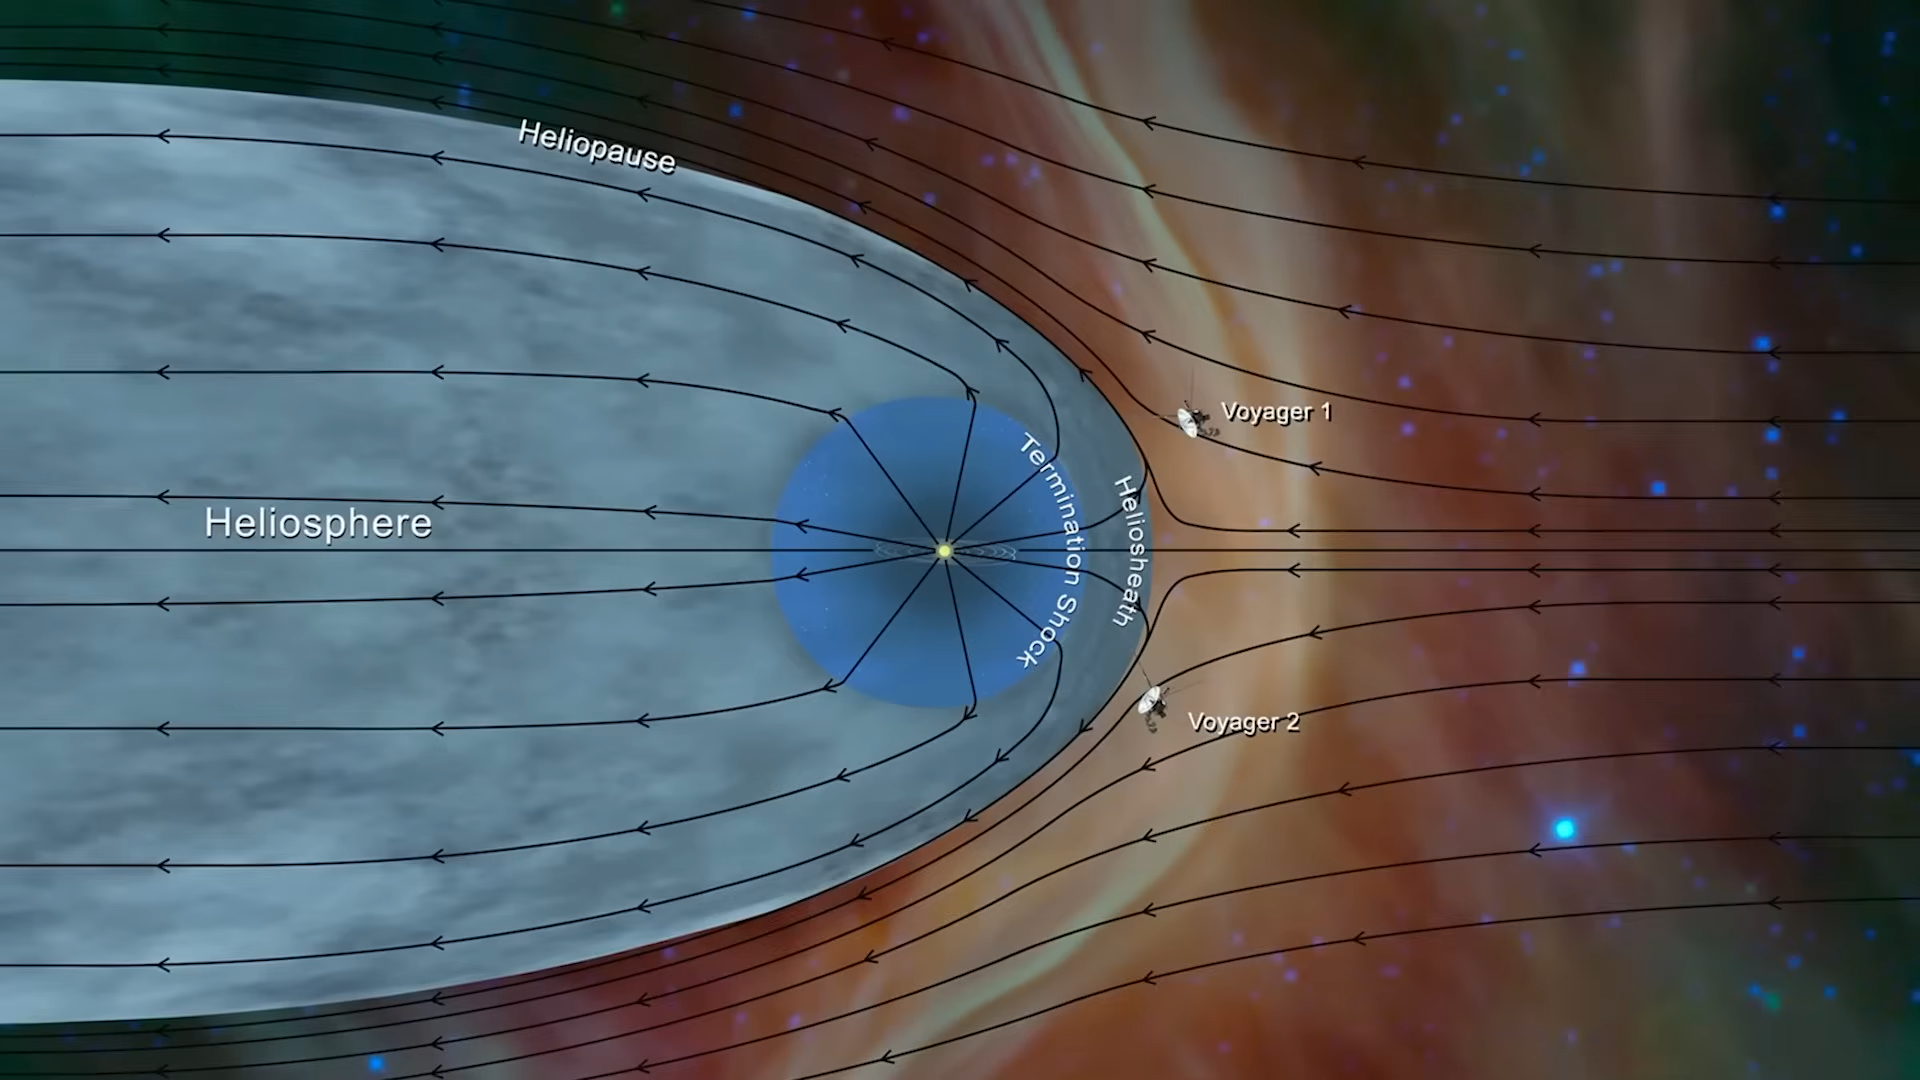 Heliopause
Voyager 1
Termination Shock
Heliosheath
Heliosphere
Voyager 2